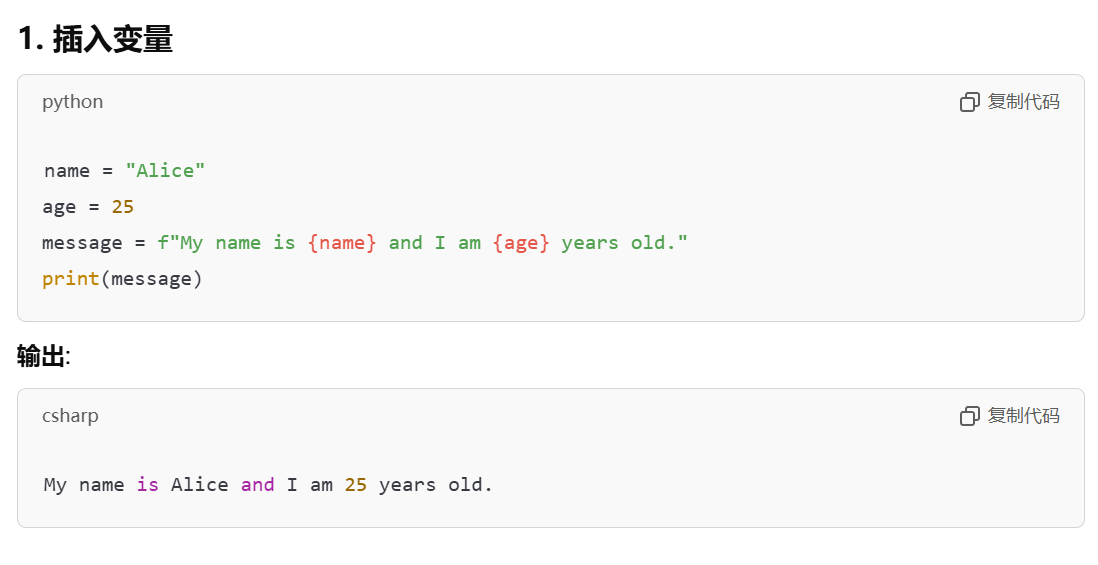 1. 插入变量
python
复制代码
name = "Alice"
age = 25
message = f"My name is {name} and I am {age} years old."
print(message)
输出:
csharp
复制代码
My name is Alice and I am 25 years old.